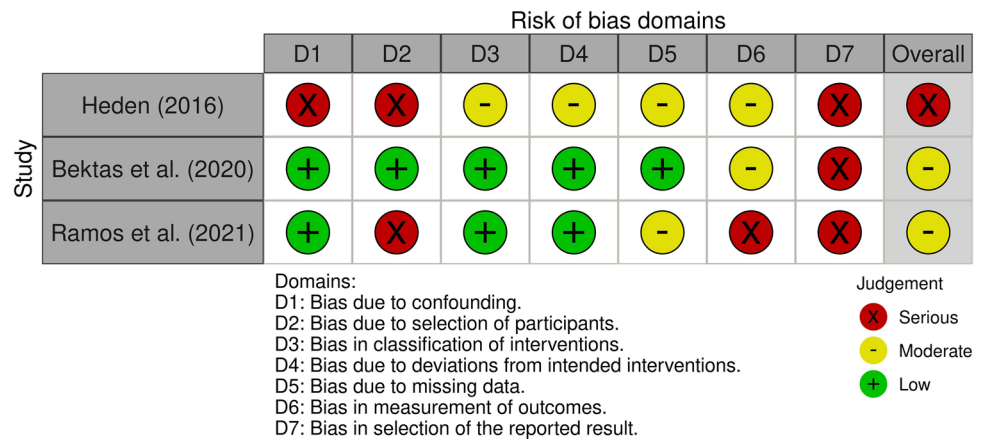 Risk of bias domains
D1 D2 D3 D4 D5 D6 D7 Overall
Study
Heden (2016) X X - - - - X X
Bektas et al. (2020) + + + + + - X -
Ramos et al. (2021) + X + + - X X -
Domains:
D1: Bias due to confounding.
D2: Bias due to selection of participants.
D3: Bias in classification of interventions.
D4: Bias due to deviations from intended interventions.
D5: Bias due to missing data.
D6: Bias in measurement of outcomes.
D7: Bias in selection of the reported result.
Judgement
X Serious
- Moderate
+ Low